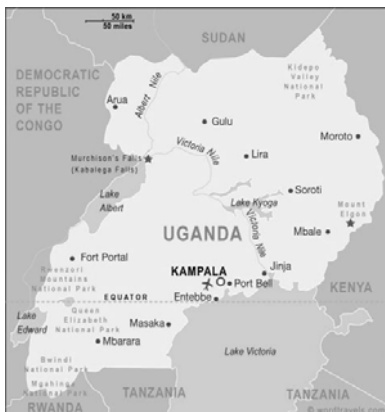 50 km
50 miles
SUDAN
DEMOCRATIC
REPUBLIC
OF THE
CONGO
Kidepo
Valley
National
Park
Arua
Albert Nile
Gulu
Moroto
Victoria Nile
Lira
Murchison's Falls
(Kabalega Falls)
Lake
Albert
Soroti
Lake Kyoga
Mount
Elgon
UGANDA
Victoria Nile
Mbale
Fort Portal
KAMPALA
Jinja
Port Bell
Rwenzori
Mountains
National Park
EQUATOR
Entebbe
KENYA
Lake
Edward
Queen
Elizabeth
National Park
Masaka
Mbarara
Lake Victoria
Bwindi
National Park
Mgahinga
National Park
RWANDA
TANZANIA
TANZANIA
© wordtravels.com